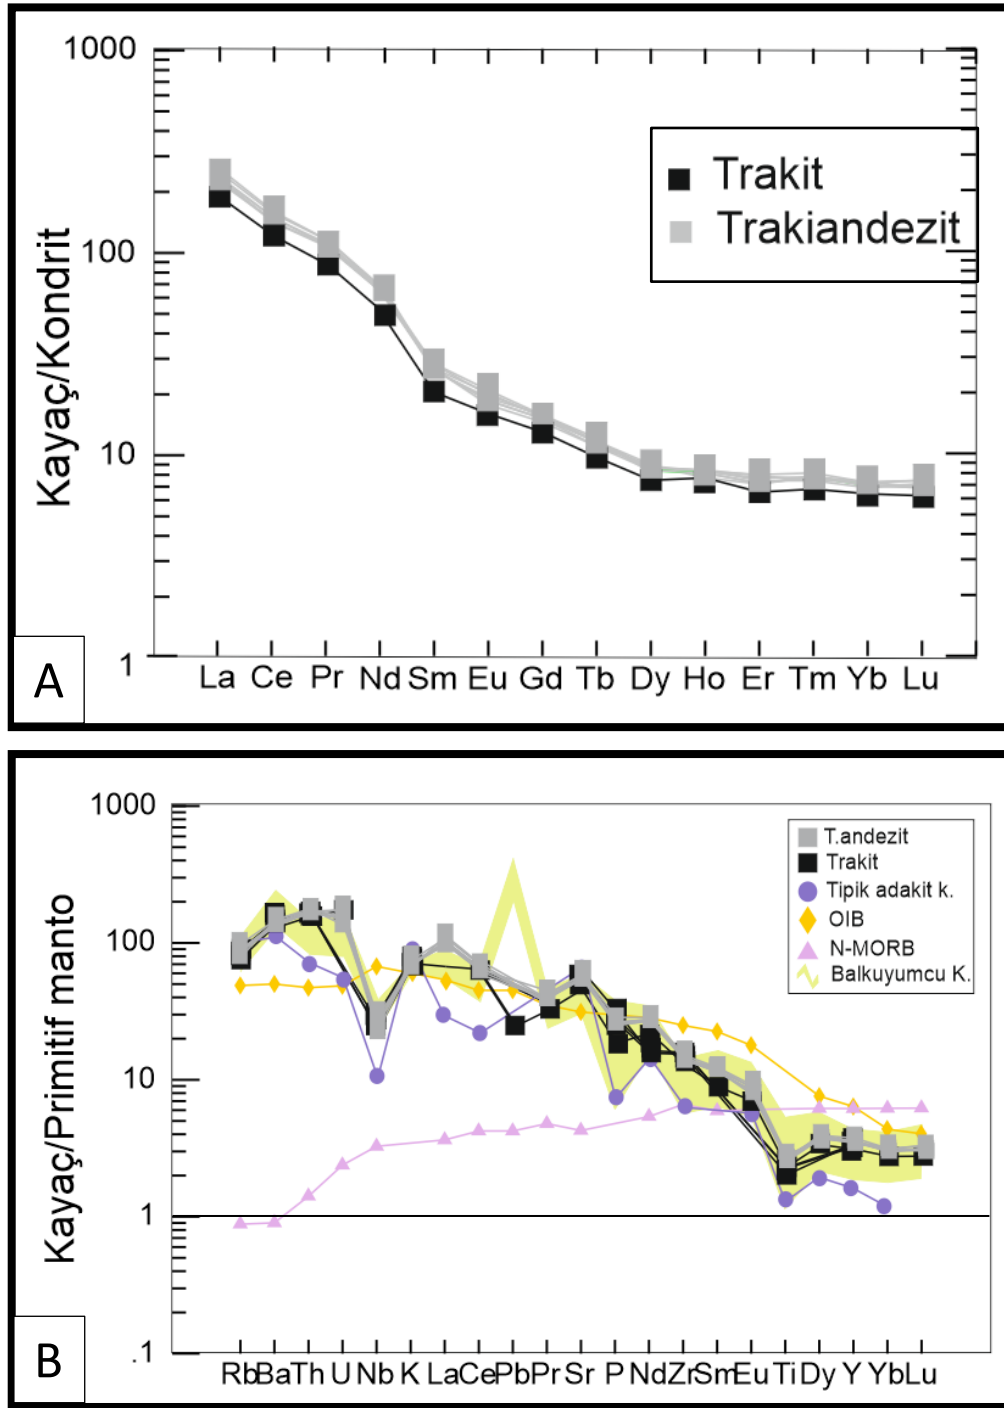 1000
100
10
1
Kayaç/Kondrit
Trakit
Trakiandezit
La Ce Pr Nd Sm Eu Gd Tb Dy Ho Er Tm Yb Lu
A
1000
100
10
1
.1
Kayaç/Primitif manto
T.andezit
Trakit
Tipik adakit k.
OIB
N-MORB
Balkuyumcu K.
Rb Ba Th U Nb K La Ce Pb Pr Sr P Nd Zr Sm Eu Ti Dy Y Yb Lu
B